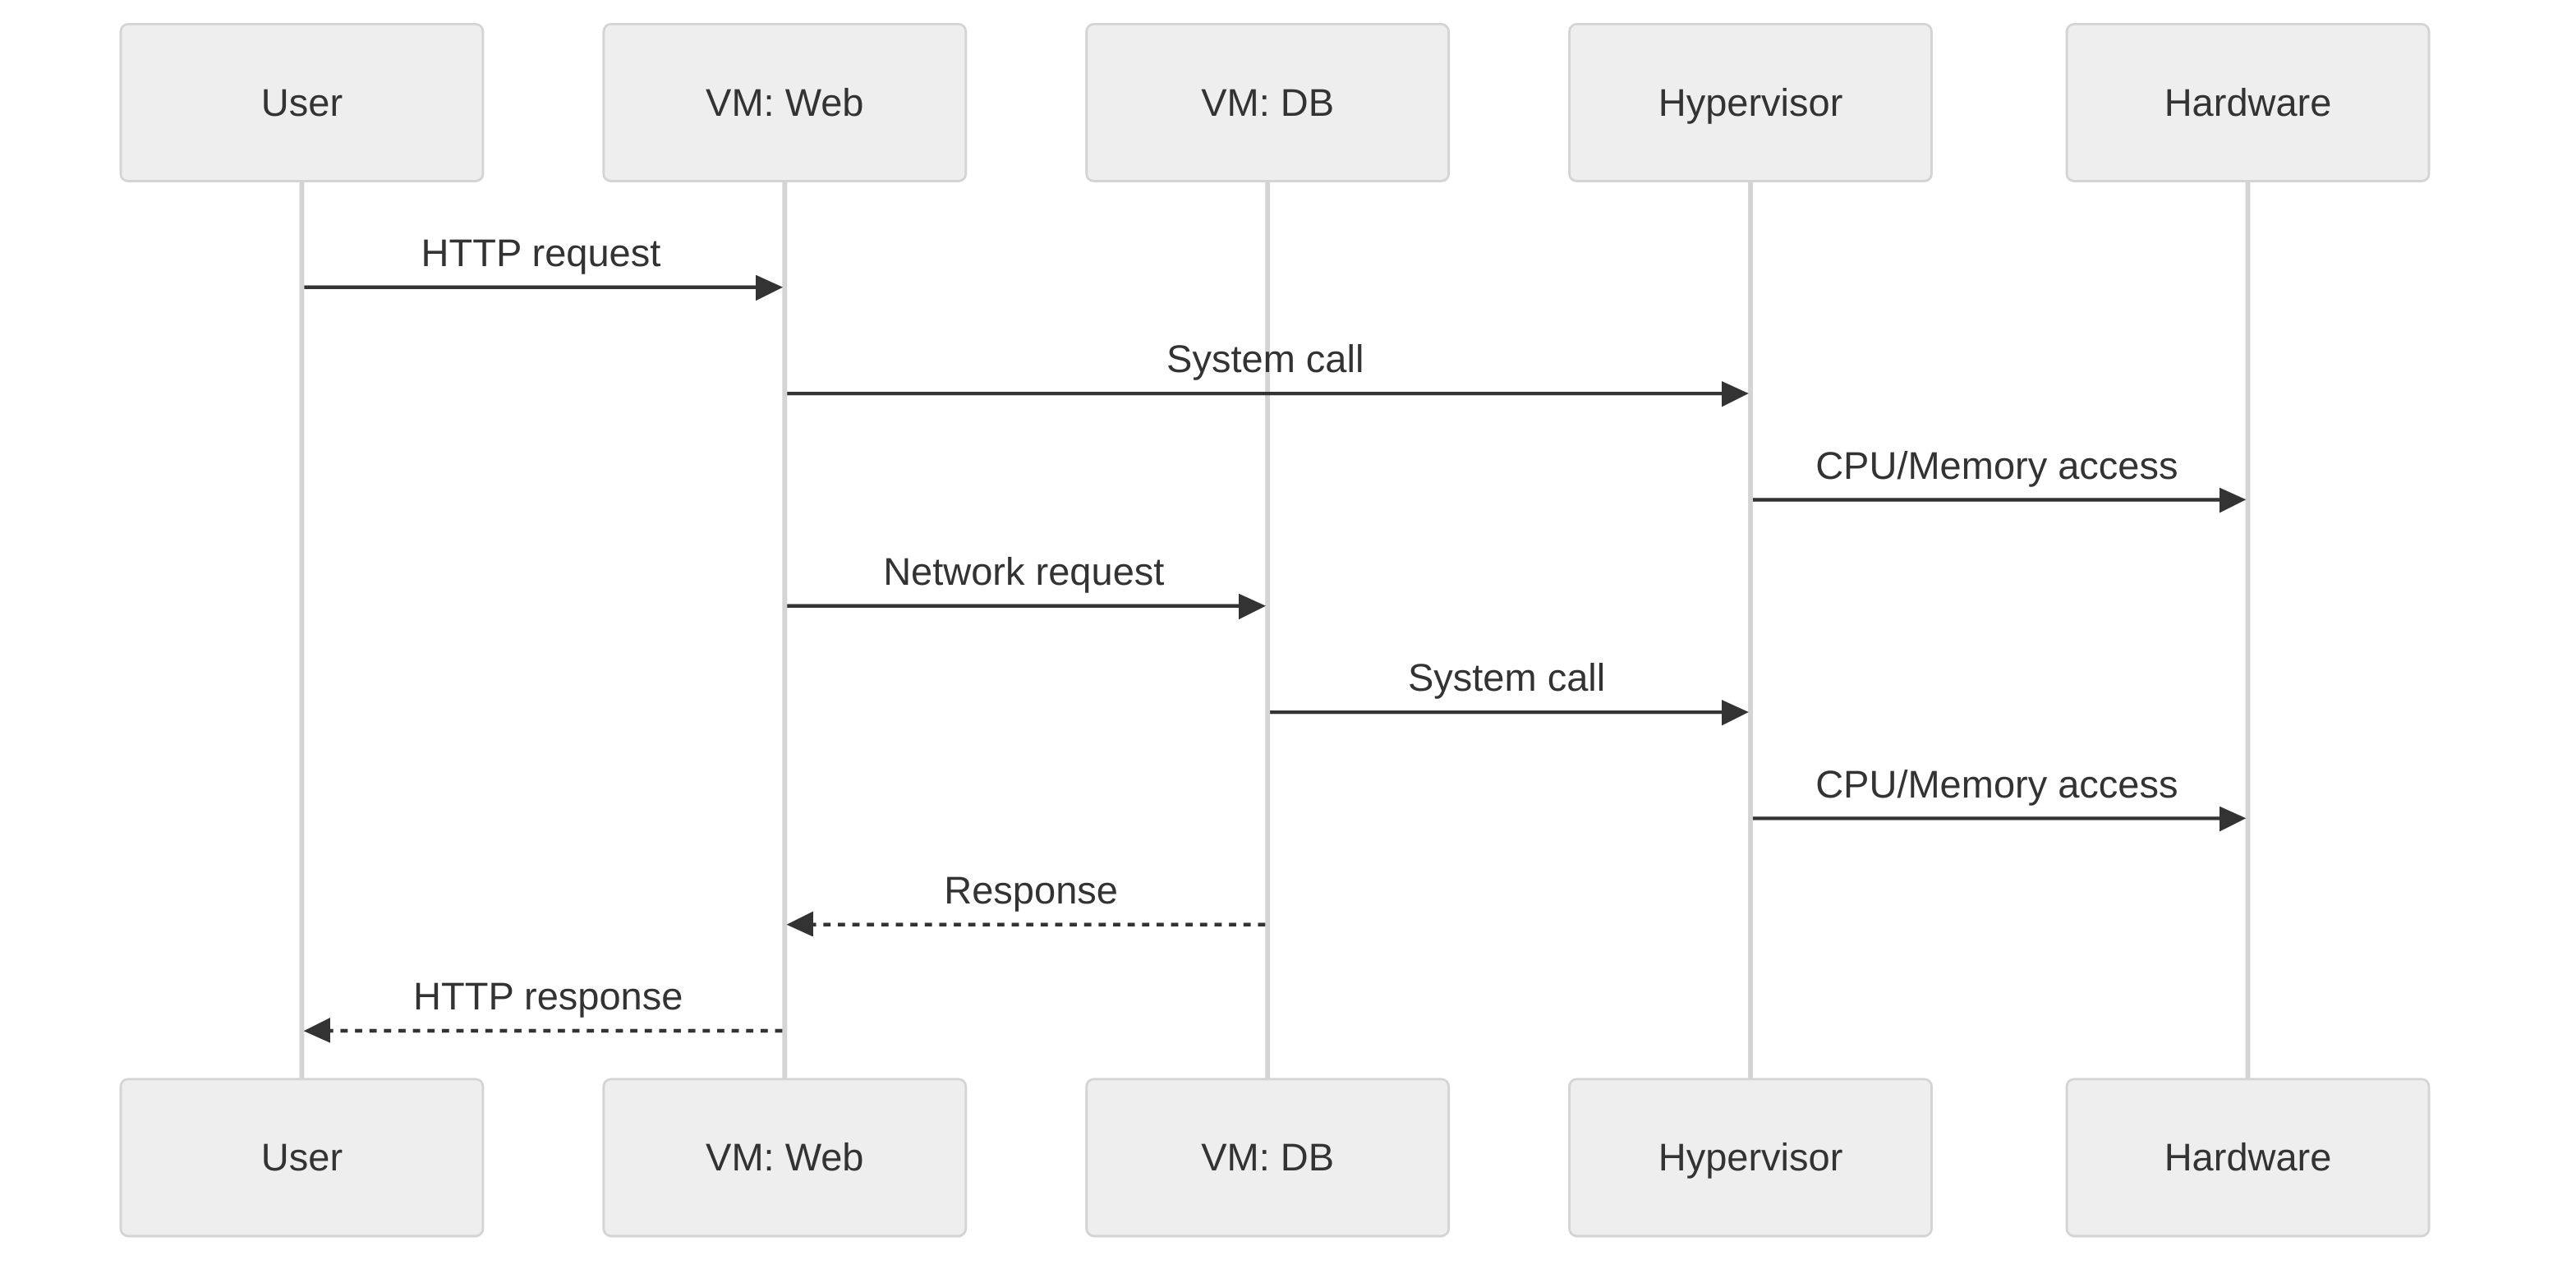 User
VM: Web
VM: DB
Hypervisor
Hardware
HTTP request
System call
CPU/Memory access
Network request
System call
CPU/Memory access
Response
HTTP response
User
VM: Web
VM: DB
Hypervisor
Hardware